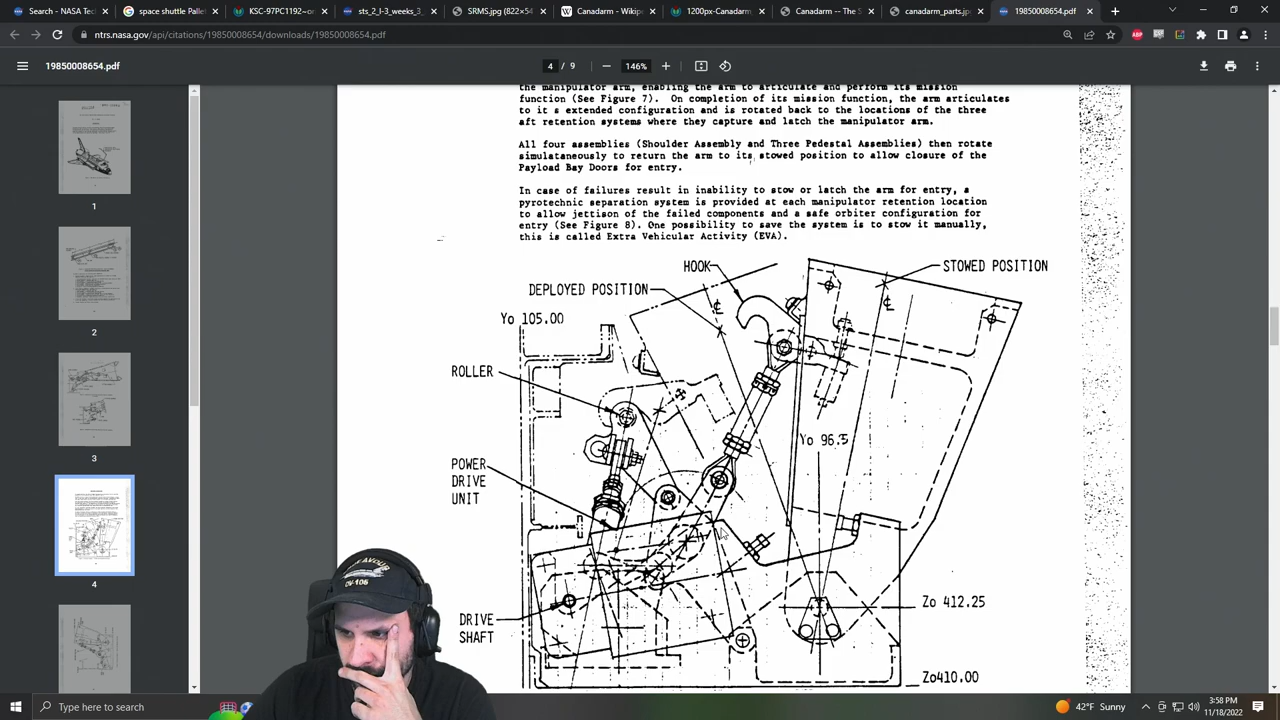 Search - NASA
space shuttle Palle
KSC-97PC1192~or
sts_2_I-3_weeks_3_
SRMS.jpg (822×54
Canadarm - Wikipe
1200px-Canadarm_
Canadarm -- The S
canadarm_parts.jp
19850008654.pdf
ntrs.nasa.gov/api/citations/19850008654/downloads/19850008654.pdf
19850008654.pdf
4 / 9
146%
the manipulator arm, enabling the arm to articulate and perform its mission
function (See Figure 7). On completion of its mission function, the arm articulates
to it s extended configuration and is rotated back to the locations of the three
aft retention systems where they capture and latch the manipulator arm.
All four assemblies (Shoulder Assembly and Three Pedestal Assemblies) then rotate
simultaneously to return the arm to its stowed position to allow closure of the
Payload Bay Doors for entry.
In case of failures result in inability to stow or latch the arm for entry, a
pyrotechnic separation system is provided at each manipulator retention location
to allow jettison of the failed components and a safe orbiter configuration for
entry (See Figure 8). One possibility to save the system is to stow it manually,
this is called Extra Vehicular Activity (EVA).
HOOK
STOWED POSITION
DEPLOYED POSITION
Yo 105.00
ROLLER
Yo 96.5
POWER
DRIVE
UNIT
Zo 412.25
DRIVE
SHAFT
Zo410.00
1
2
3
4
OV 105
Type here to search
42°F Sunny
3:58 PM
11/18/2022